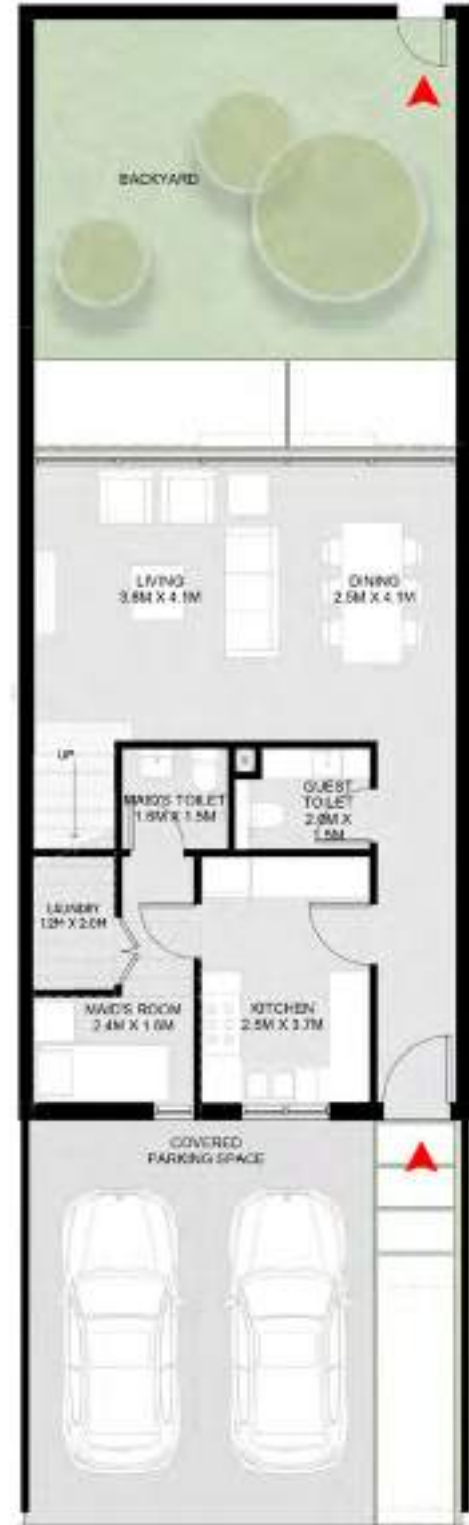 BACKYARD
LIVING
3.8M X 4.1M
DINING
2.5M X 4.1M
UP
MAID'S TOILET
1.6M X 1.5M
GUEST
TOILET
2.0M X
1.5M
LAUNDRY
1.2M X 2.0M
MAID'S ROOM
2.4M X 1.8M
KITCHEN
2.5M X 3.7M
COVERED
PARKING SPACE